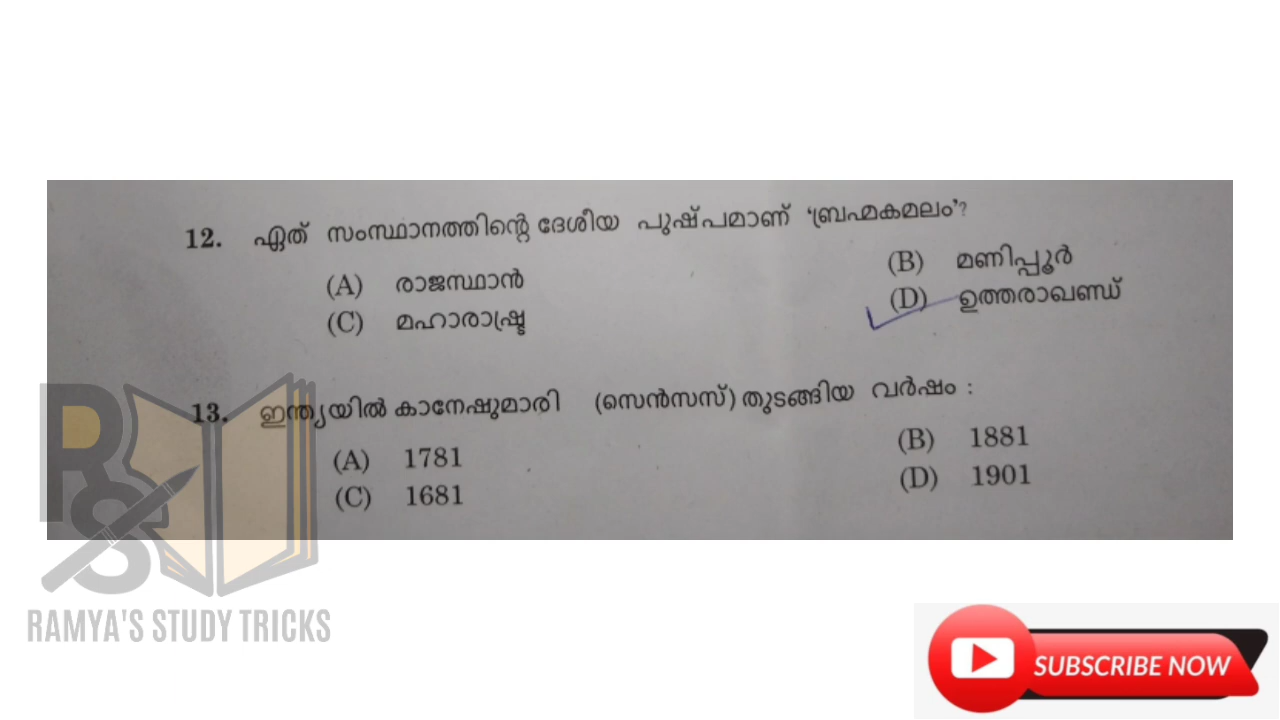 12. ഏത് സംസ്ഥാനത്തിന്റെ ദേശീയ പുഷ്പമാണ് 'ബ്രഹ്മകമലം'?
(A) രാജസ്ഥാൻ (B) മണിപ്പൂർ
(C) മഹാരാഷ്ട്ര (D) ഉത്തരാഖണ്ഡ്
13. ഇന്ത്യയിൽ കാനേഷുമാരി (സെൻസസ്) തുടങ്ങിയ വർഷം :
(A) 1781 (B) 1881
(C) 1681 (D) 1901
RS
RAMYA'S STUDY TRICKS
SUBSCRIBE NOW